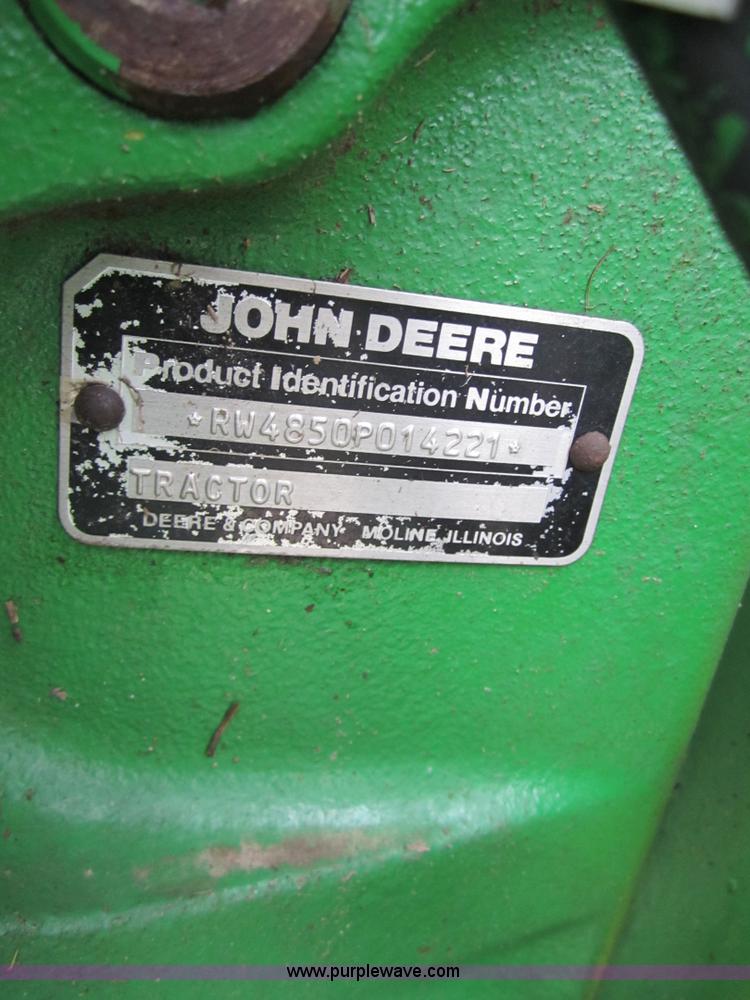 JOHN DEERE
Product Identification Number
*RW4850P014221*
TRACTOR
DEERE & COMPANY MOLINE, ILLINOIS
www.purplewave.com